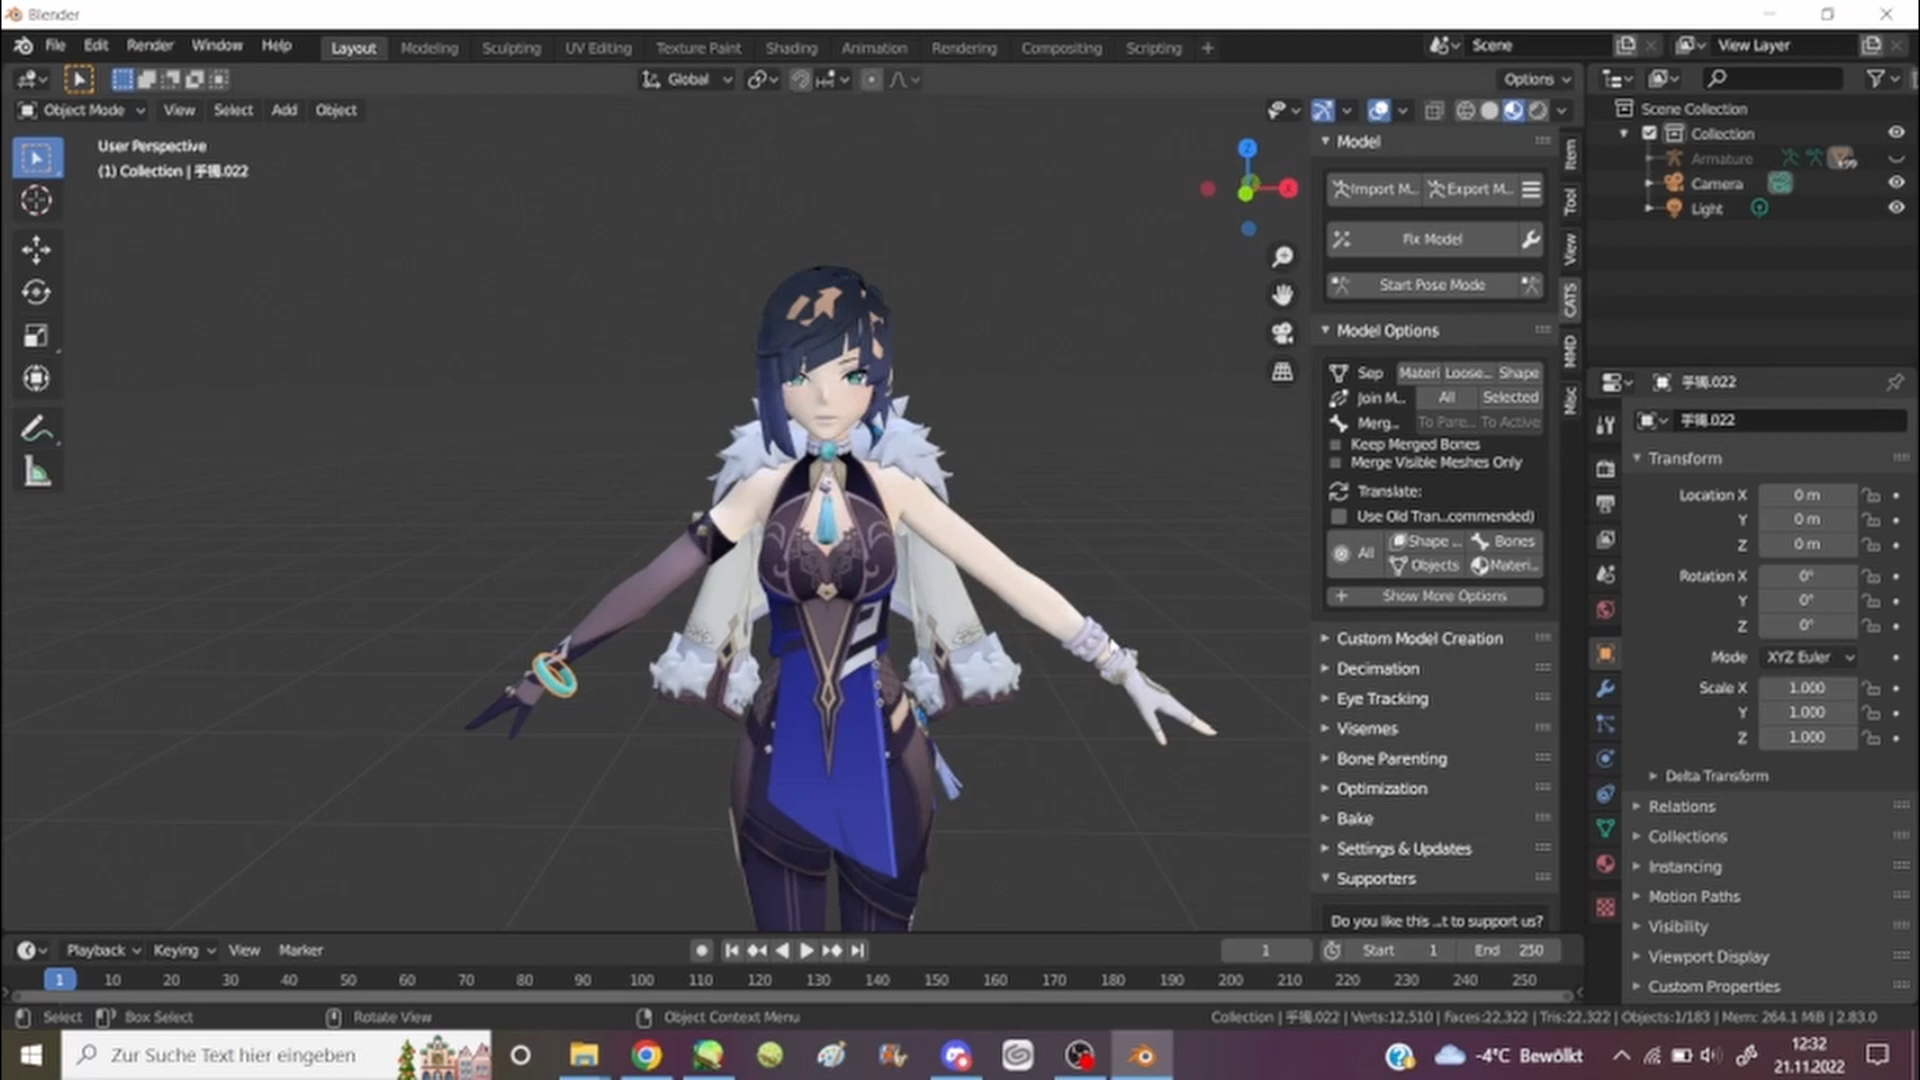 Blender
File Edit Render Window Help
Layout Modeling Sculpting UV Editing Texture Paint Shading Animation Rendering Compositing Scripting +
Scene
View Layer
Global
Options
Object Mode View Select Add Object
User Perspective
(1) Collection | 手镯.022
Z
X
Model
Import M... Export M...
Fix Model
Start Pose Mode
Model Options
Sep Materi Loose... Shape
Join M... All Selected
Merg... To Pare... To Active
Keep Merged Bones
Merge Visible Meshes Only
Translate:
Use Old Tran...commended)
All Shape ... Bones
Objects Materi...
+ Show More Options
Custom Model Creation
Decimation
Eye Tracking
Visemes
Bone Parenting
Optimization
Bake
Settings & Updates
Supporters
Do you like this ...t to support us?
Item
Tool
View
CATS
MMD
Misc
Scene Collection
Collection
Armature
Camera
Light
手镯.022
手镯.022
Transform
Location X 0 m
Y 0 m
Z 0 m
Rotation X 0°
Y 0°
Z 0°
Mode XYZ Euler
Scale X 1.000
Y 1.000
Z 1.000
Delta Transform
Relations
Collections
Instancing
Motion Paths
Visibility
Viewport Display
Custom Properties
Playback Keying View Marker
1 Start 1 End 250
1 10 20 30 40 50 60 70 80 90 100 110 120 130 140 150 160 170 180 190 200 210 220 230 240 250
Select Box Select Rotate View Object Context Menu
Collection | 手镯.022 | Verts:12,510 | Faces:22,322 | Tris:22,322 | Objects:1/183 | Mem: 264.1 MiB | 2.83.0
Zur Suche Text hier eingeben
-4°C Bewölkt
12:32
21.11.2022